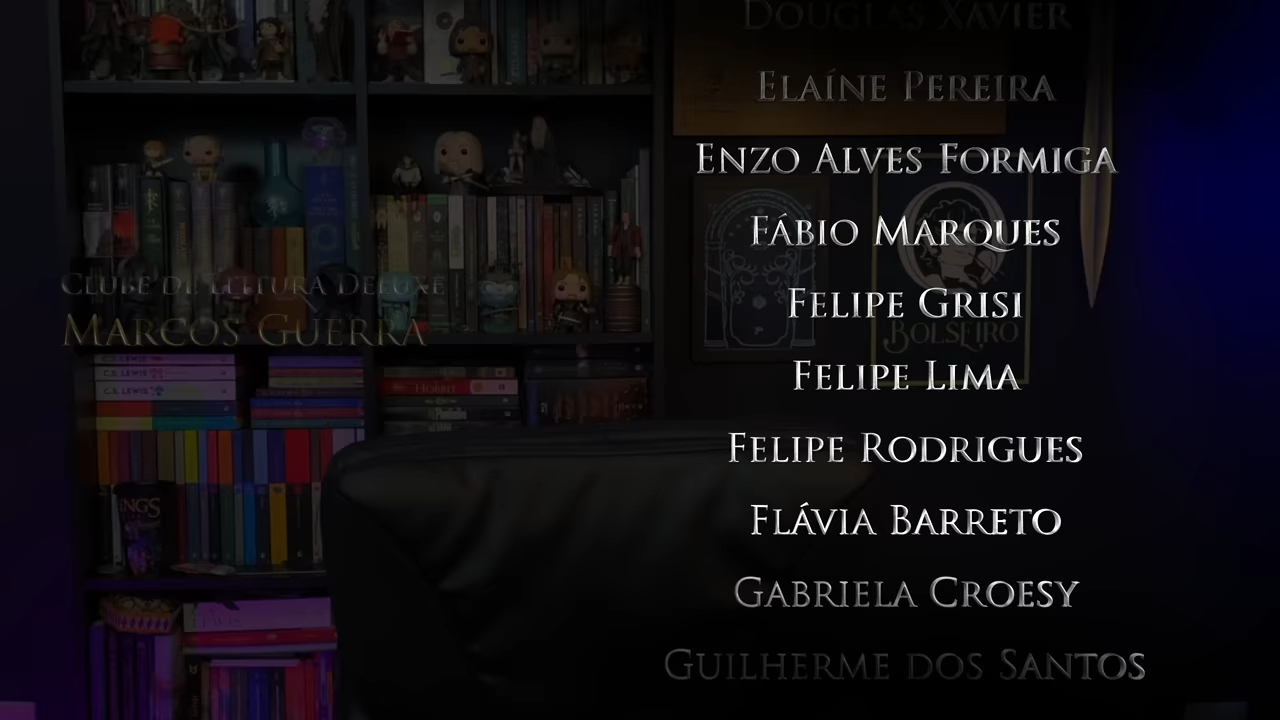 Douglas Xavier
Elaíne Pereira
Enzo Alves Formiga
Fábio Marques
Felipe Grisi
Felipe Lima
Felipe Rodrigues
Flávia Barreto
Gabriela Croesy
Guilherme dos Santos
Clube de Leitura Deluxe
Marcos Guerra
BOLSEIRO
C.S. LEWIS
C.S. LEWIS
HOBBIT